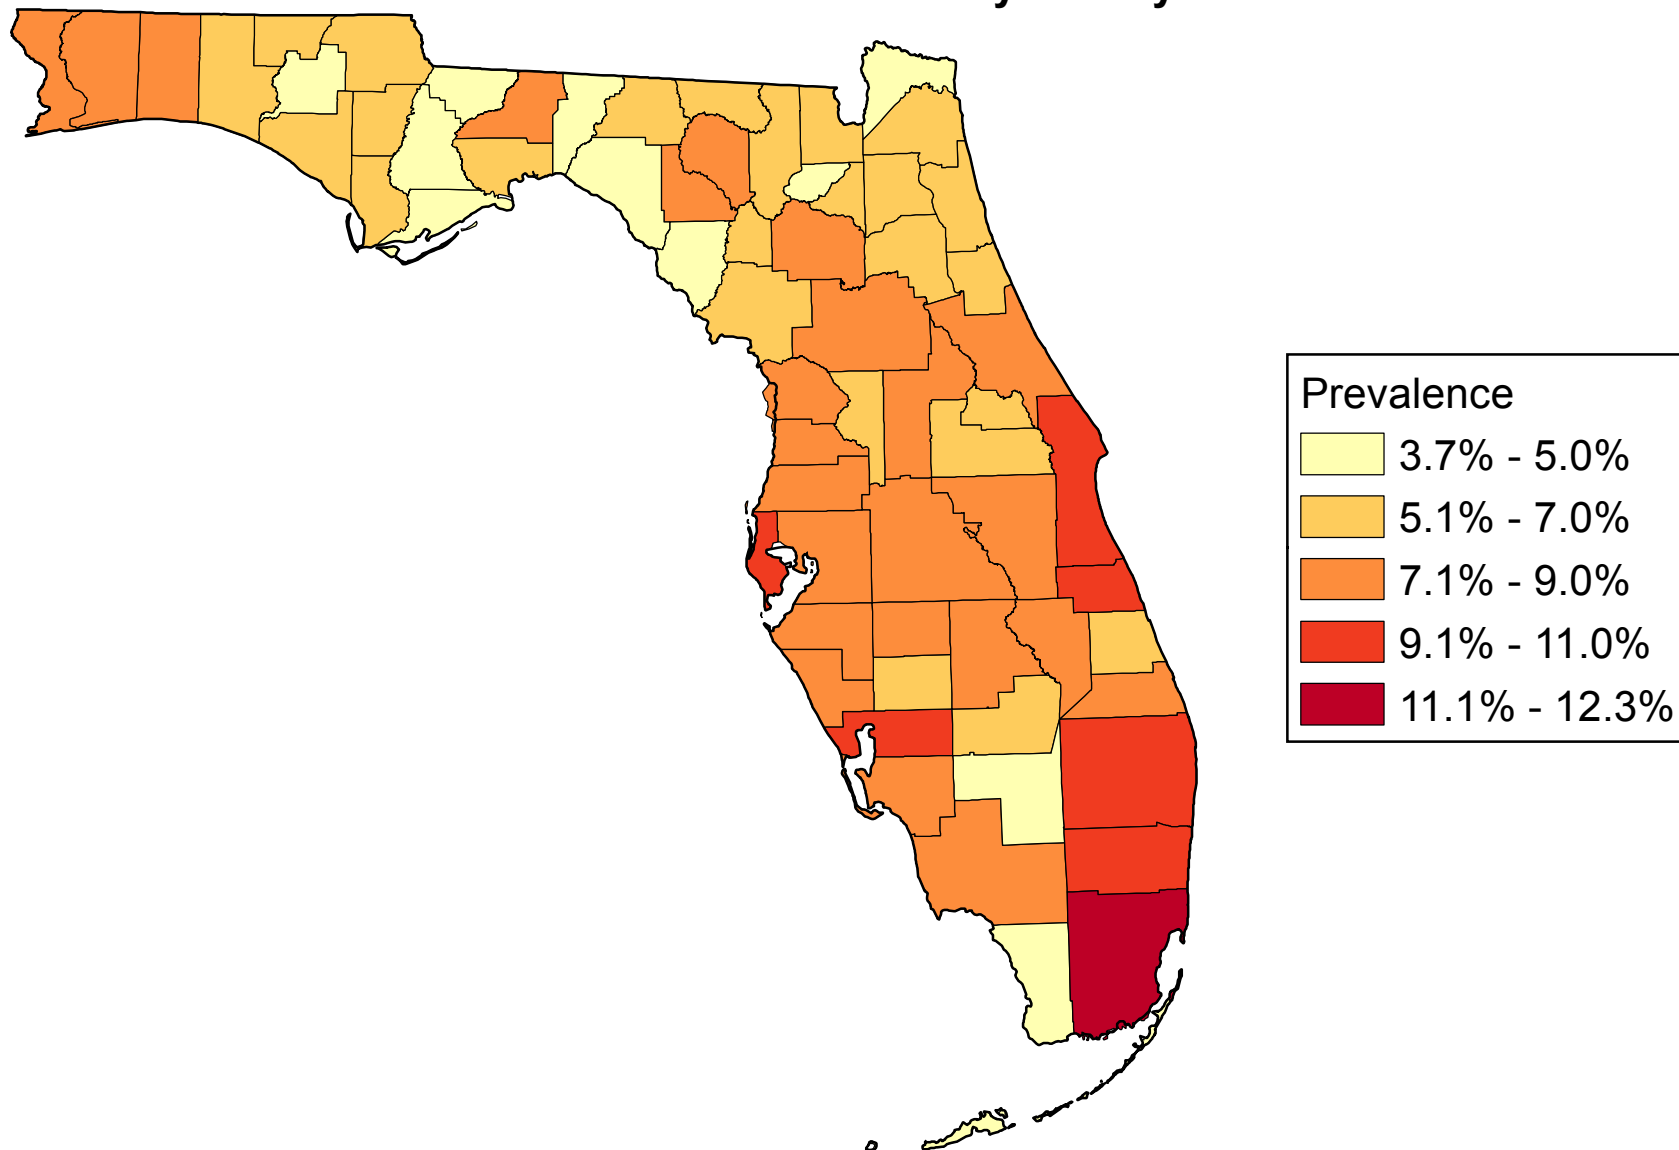 Prevalence
3.7% - 5.0%
5.1% - 7.0%
7.1% - 9.0%
9.1% - 11.0%
11.1% - 12.3%